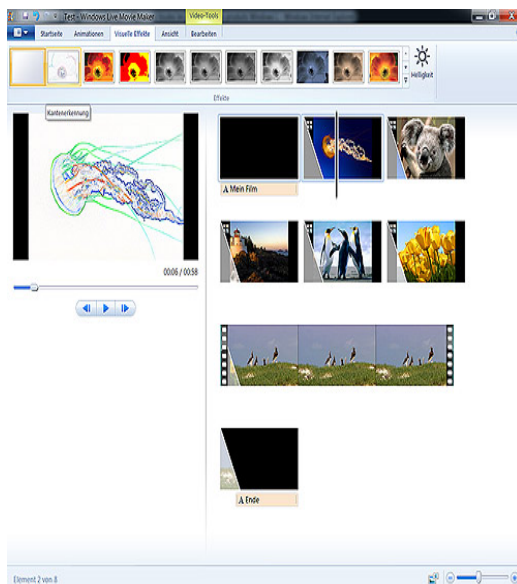 Test - Windows Live Movie Maker
Video-Tools
Startseite Animationen Visuelle Effekte Ansicht Bearbeiten
Helligkeit
Effekte
Kantenerkennung
A Mein Film
00:06 / 00:58
A Ende
Element 2 von 8